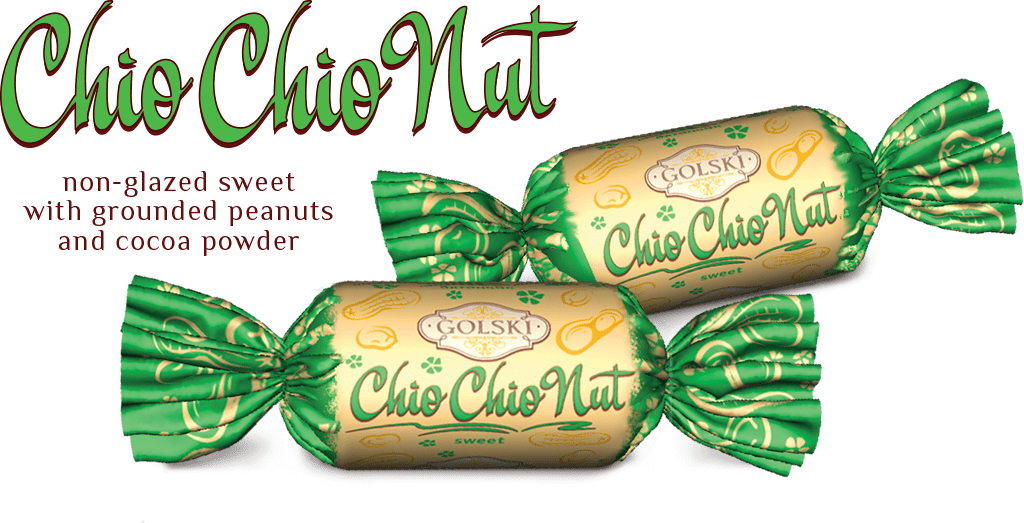 Chio Chio Nut
non-glazed sweet
with grounded peanuts
and cocoa powder
GOLSKI
Chio Chio Nut
sweet
GOLSKI
Chio Chio Nut
sweet